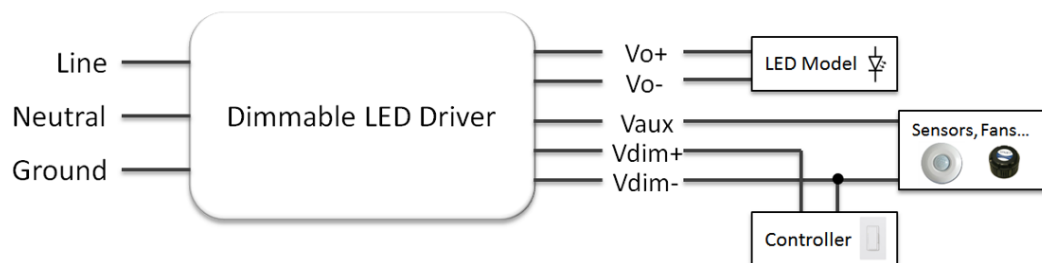 Line
Neutral
Ground
Dimmable LED Driver
Vo+
Vo-
Vaux
Vdim+
Vdim-
LED Model
Sensors, Fans...
Controller